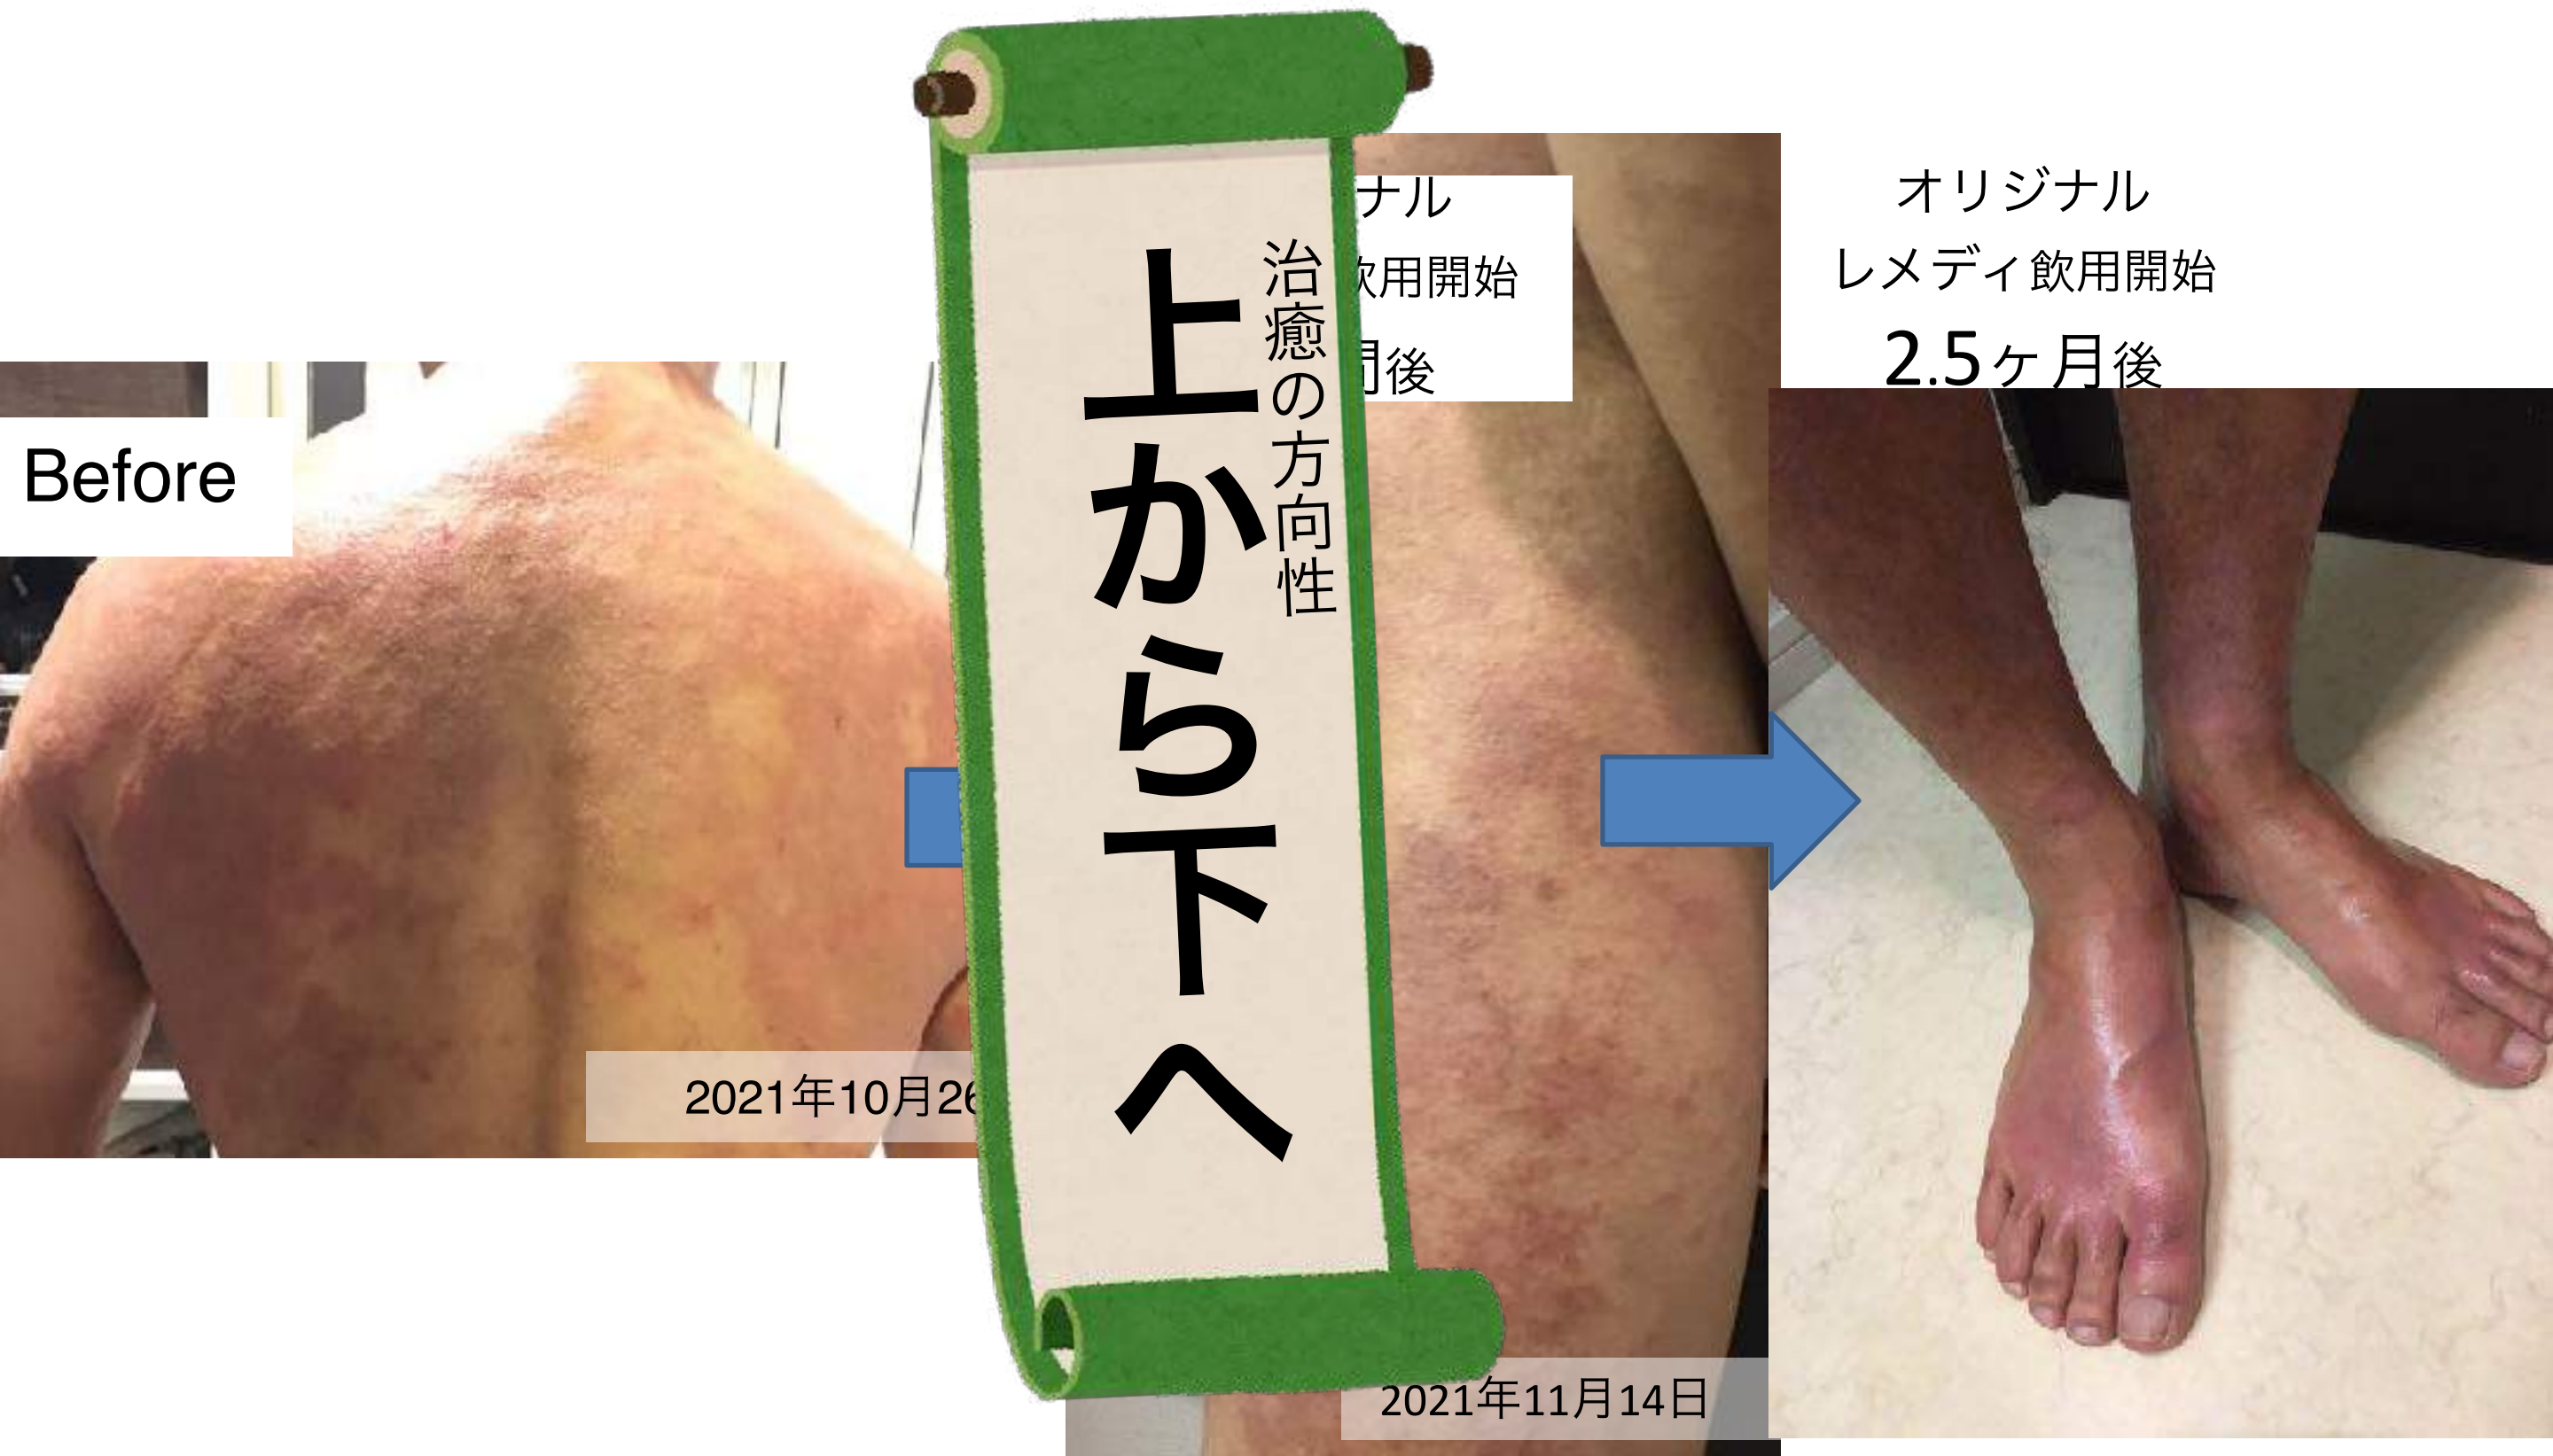 Before
2021年10月26
治癒の方向性
上から下へ
ナル
飲用開始
間後
2021年11月14日
オリジナル
レメディ飲用開始
2.5ヶ月後